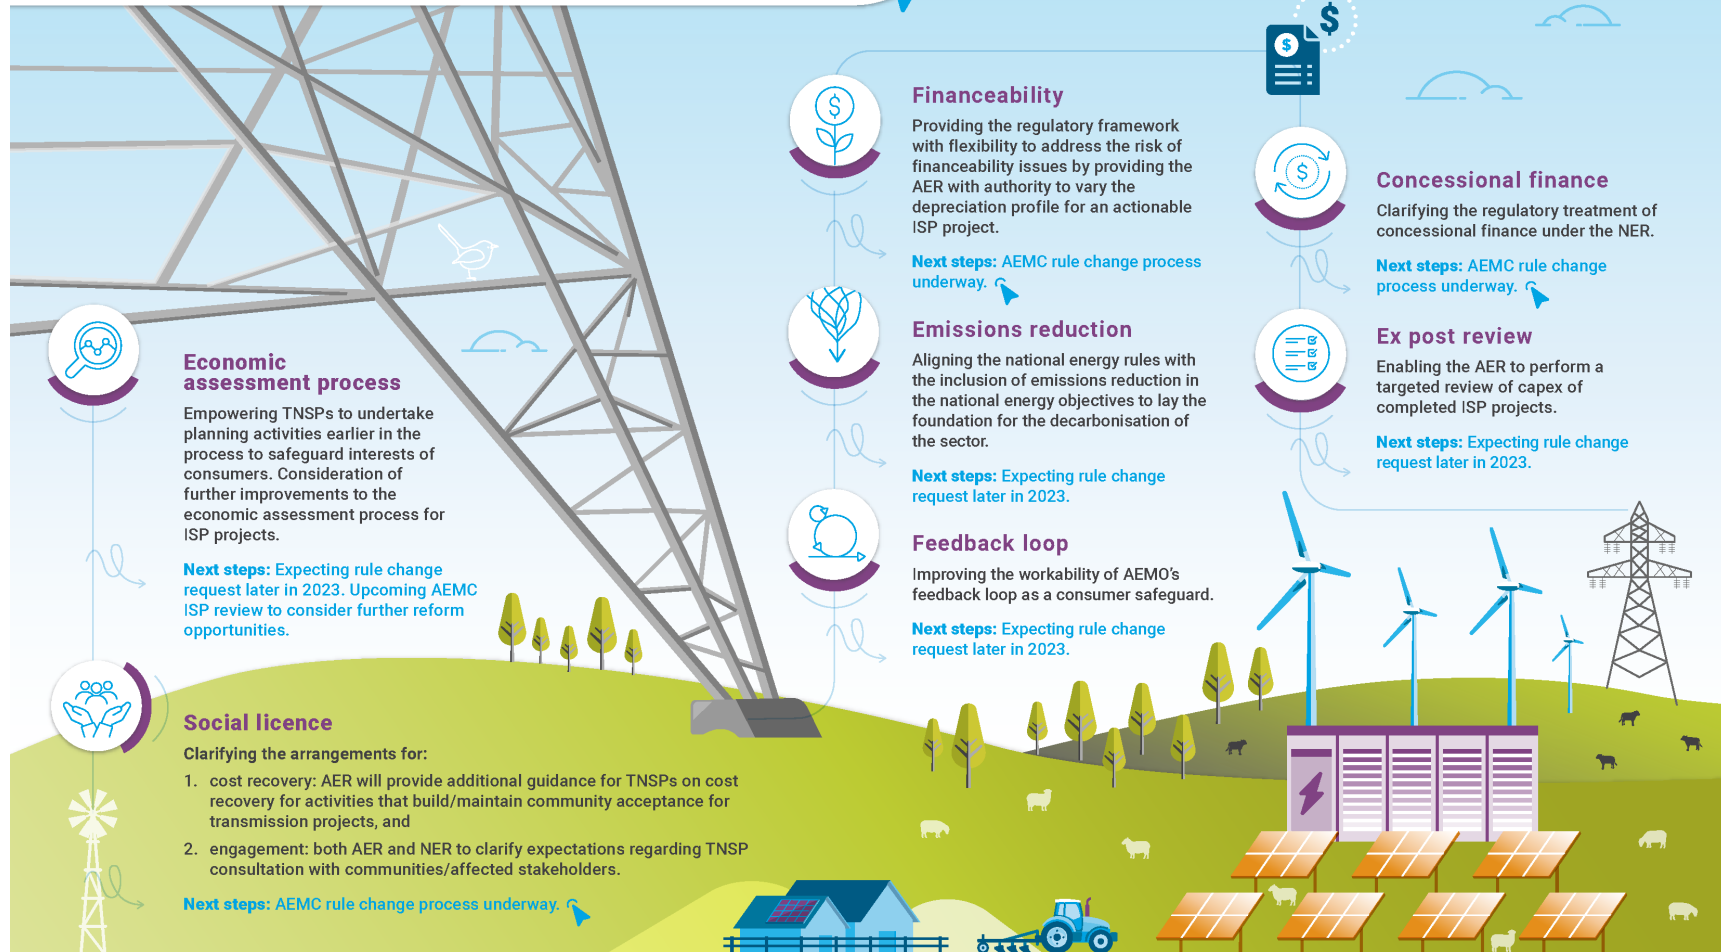 $
$
$
Financeability
Providing the regulatory framework
with flexibility to address the risk of
financeability issues by providing the
AER with authority to vary the
depreciation profile for an actionable
ISP project.
Next steps: AEMC rule change process
underway.
$
Concessional finance
Clarifying the regulatory treatment of
concessional finance under the NER.
Next steps: AEMC rule change
process underway.
Emissions reduction
Aligning the national energy rules with
the inclusion of emissions reduction in
the national energy objectives to lay the
foundation for the decarbonisation of
the sector.
Next steps: Expecting rule change
request later in 2023.
Ex post review
Enabling the AER to perform a
targeted review of capex of
completed ISP projects.
Next steps: Expecting rule change
request later in 2023.
Economic
assessment process
Empowering TNSPs to undertake
planning activities earlier in the
process to safeguard interests of
consumers. Consideration of
further improvements to the
economic assessment process for
ISP projects.
Next steps: Expecting rule change
request later in 2023. Upcoming AEMC
ISP review to consider further reform
opportunities.
Feedback loop
Improving the workability of AEMO's
feedback loop as a consumer safeguard.
Next steps: Expecting rule change
request later in 2023.
Social licence
Clarifying the arrangements for:
1. cost recovery: AER will provide additional guidance for TNSPs on cost
recovery for activities that build/maintain community acceptance for
transmission projects, and
2. engagement: both AER and NER to clarify expectations regarding TNSP
consultation with communities/affected stakeholders.
Next steps: AEMC rule change process underway.